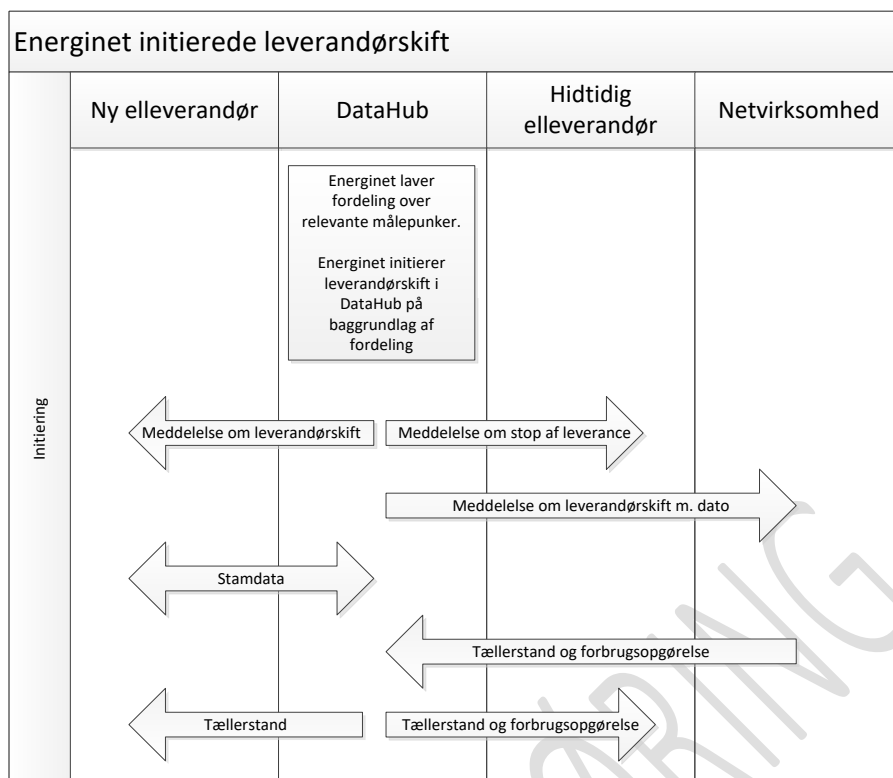 Energinet initierede leverandørskift
Ny elleverandør
DataHub
Hidtidig
elleverandør
Netvirksomhed
Initiering
Energinet laver
fordeling over
relevante målepunker.
Energinet initierer
leverandørskift i
DataHub på
baggrundlag af
fordeling
Meddelelse om leverandørskift
Meddelelse om stop af leverance
Meddelelse om leverandørskift m. dato
Stamdata
Tællerstand og forbrugsopgørelse
Tællerstand
Tællerstand og forbrugsopgørelse
ØRING